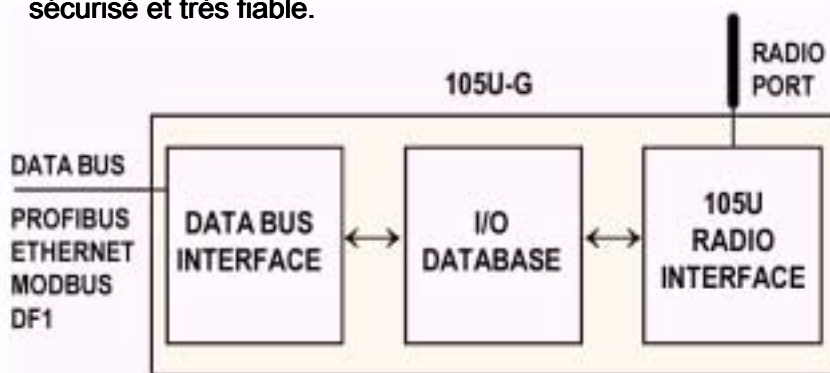 sécurisé et très fiable.
105U-G
RADIO
PORT
DATA BUS
PROFIBUS
ETHERNET
MODBUS
DF1
DATA BUS
INTERFACE
I/O
DATABASE
105U
RADIO
INTERFACE